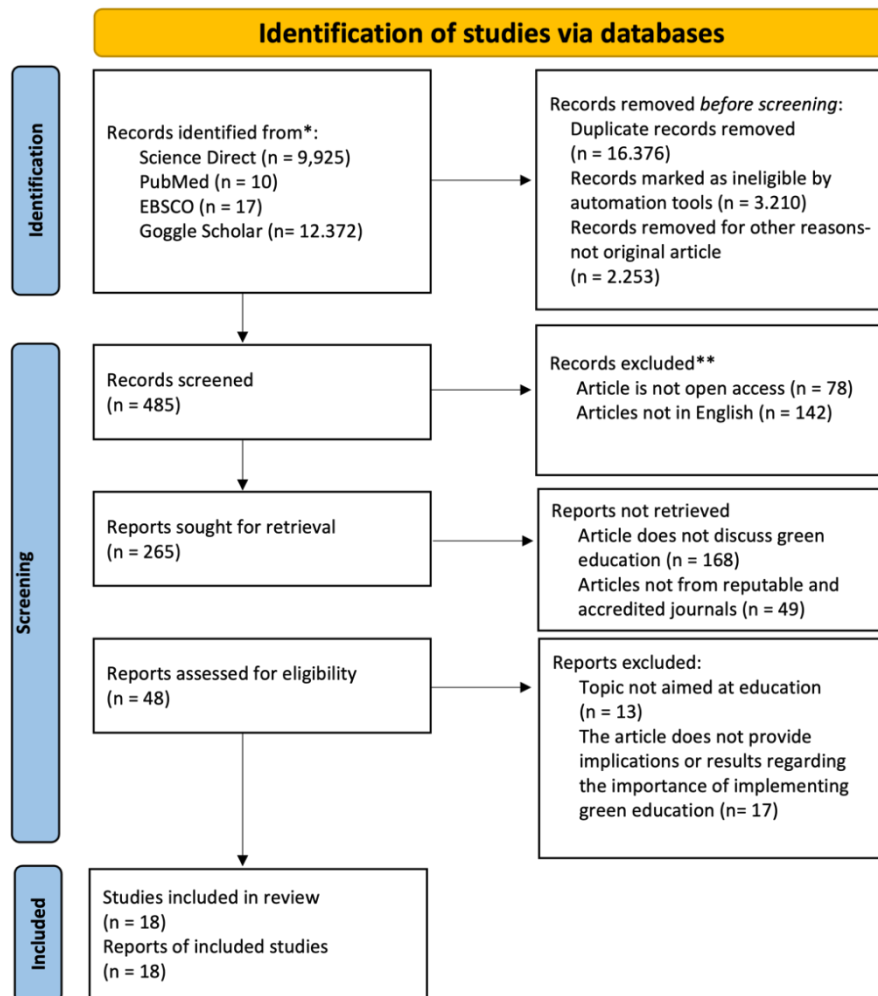 Identification of studies via databases
Identification
Records identified from*:
Science Direct (n = 9,925)
PubMed (n = 10)
EBSCO (n = 17)
Goggle Scholar (n= 12.372)
Records removed before screening:
Duplicate records removed
(n = 16.376)
Records marked as ineligible by
automation tools (n = 3.210)
Records removed for other reasons-
not original article
(n = 2.253)
Screening
Records screened
(n = 485)
Records excluded**
Article is not open access (n = 78)
Articles not in English (n = 142)
Reports sought for retrieval
(n = 265)
Reports not retrieved
Article does not discuss green
education (n = 168)
Articles not from reputable and
accredited journals (n = 49)
Reports assessed for eligibility
(n = 48)
Reports excluded:
Topic not aimed at education
(n = 13)
The article does not provide
implications or results regarding
the importance of implementing
green education (n= 17)
Included
Studies included in review
(n = 18)
Reports of included studies
(n = 18)